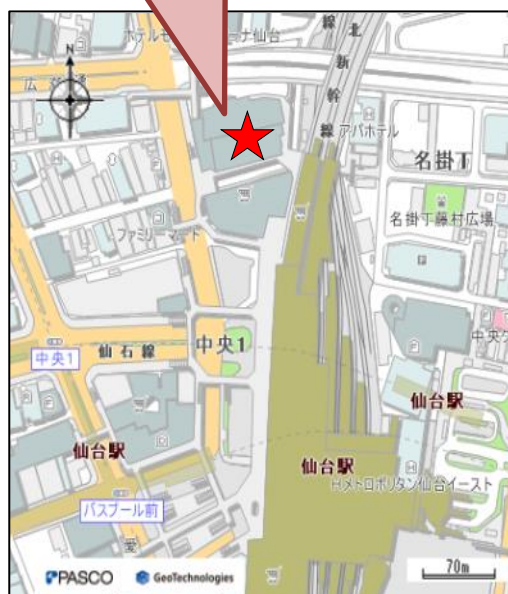 ホテルモ
ーナ仙台
線
北
新
幹
線
N
広
通
アパホテル
名掛丁
名掛丁藤村広場
ファミリーマート
中央1
仙石線
中央1
中央
仙台駅
仙台駅
仙台駅
Hメトロポリタン仙台イースト
バスプール前
PASCO
GeoTechnologies
70m